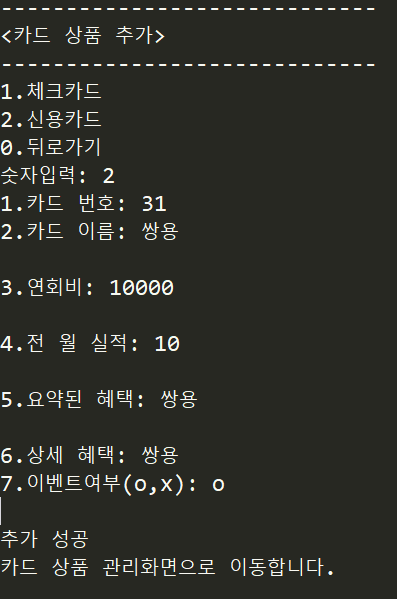 -----------------------------
<카드 상품 추가>
-----------------------------
1.체크카드
2.신용카드
0.뒤로가기
숫자입력: 2
1.카드 번호: 31
2.카드 이름: 쌍용
3.연회비: 10000
4.전 월 실적: 10
5.요약된 혜택: 쌍용
6.상세 혜택: 쌍용
7.이벤트여부(o,x): o
추가 성공
카드 상품 관리화면으로 이동합니다.